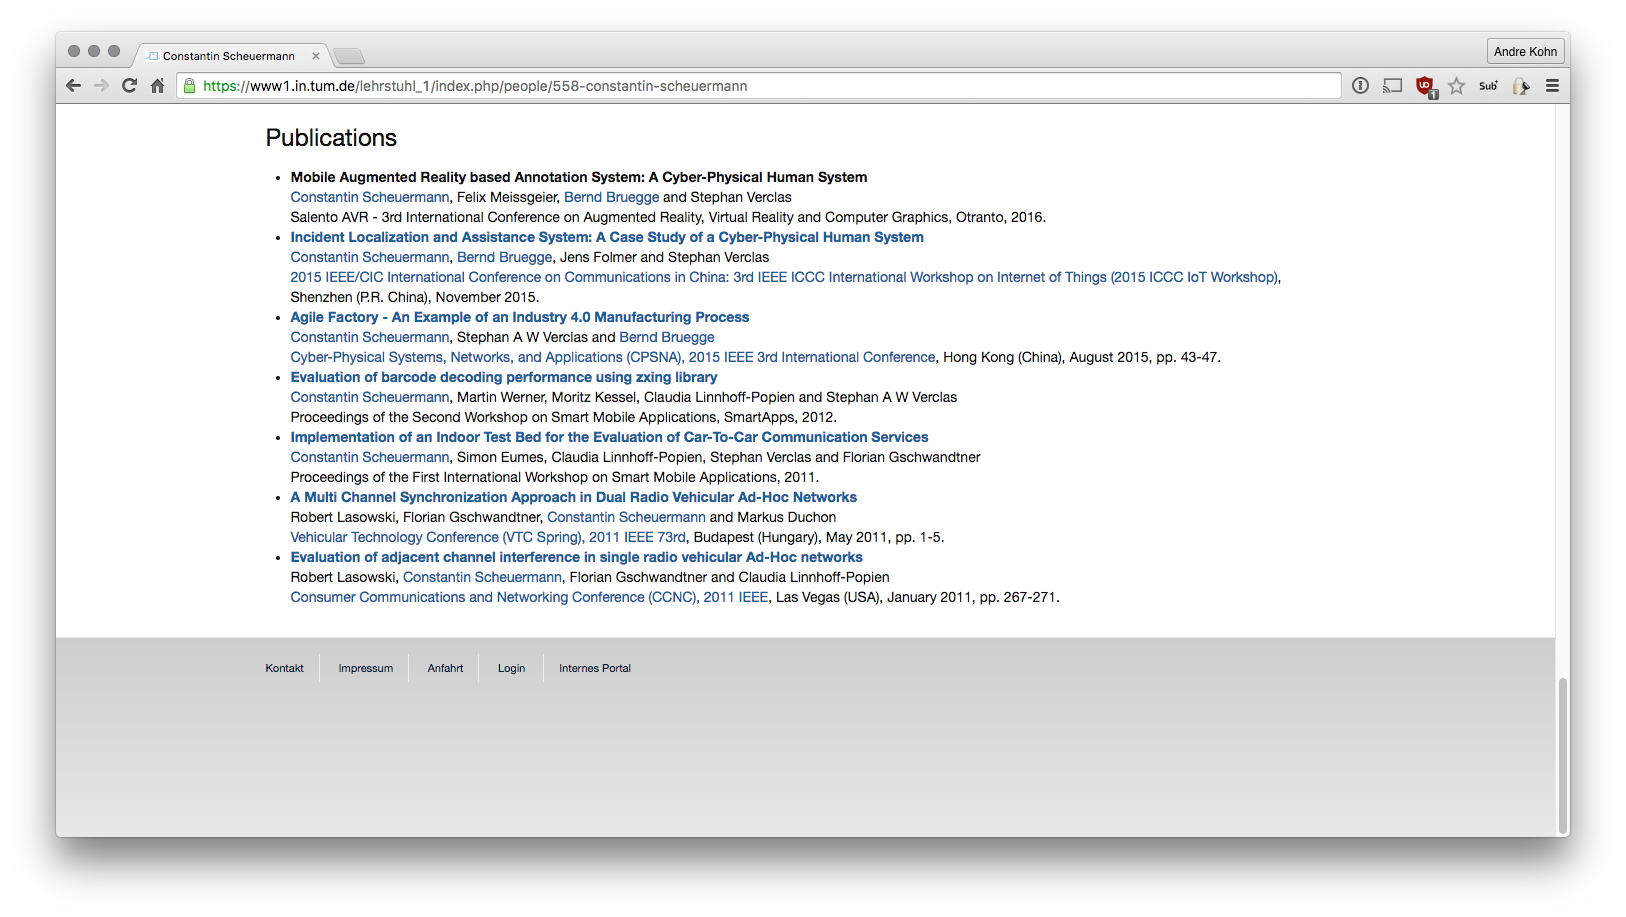 Constantin Scheuermann
Andre Kohn
https://www1.in.tum.de/lehrstuhl_1/index.php/people/558-constantin-scheuermann
1
Sub+
Publications
• Mobile Augmented Reality based Annotation System: A Cyber-Physical Human System
Constantin Scheuermann, Felix Meissgeier, Bernd Bruegge and Stephan Verclas
Salento AVR - 3rd International Conference on Augmented Reality, Virtual Reality and Computer Graphics, Otranto, 2016.
• Incident Localization and Assistance System: A Case Study of a Cyber-Physical Human System
Constantin Scheuermann, Bernd Bruegge, Jens Folmer and Stephan Verclas
2015 IEEE/CIC International Conference on Communications in China: 3rd IEEE ICCC International Workshop on Internet of Things (2015 ICCC IoT Workshop),
Shenzhen (P.R. China), November 2015.
• Agile Factory - An Example of an Industry 4.0 Manufacturing Process
Constantin Scheuermann, Stephan A W Verclas and Bernd Bruegge
Cyber-Physical Systems, Networks, and Applications (CPSNA), 2015 IEEE 3rd International Conference, Hong Kong (China), August 2015, pp. 43-47.
• Evaluation of barcode decoding performance using zxing library
Constantin Scheuermann, Martin Werner, Moritz Kessel, Claudia Linnhoff-Popien and Stephan A W Verclas
Proceedings of the Second Workshop on Smart Mobile Applications, SmartApps, 2012.
• Implementation of an Indoor Test Bed for the Evaluation of Car-To-Car Communication Services
Constantin Scheuermann, Simon Eumes, Claudia Linnhoff-Popien, Stephan Verclas and Florian Gschwandtner
Proceedings of the First International Workshop on Smart Mobile Applications, 2011.
• A Multi Channel Synchronization Approach in Dual Radio Vehicular Ad-Hoc Networks
Robert Lasowski, Florian Gschwandtner, Constantin Scheuermann and Markus Duchon
Vehicular Technology Conference (VTC Spring), 2011 IEEE 73rd, Budapest (Hungary), May 2011, pp. 1-5.
• Evaluation of adjacent channel interference in single radio vehicular Ad-Hoc networks
Robert Lasowski, Constantin Scheuermann, Florian Gschwandtner and Claudia Linnhoff-Popien
Consumer Communications and Networking Conference (CCNC), 2011 IEEE, Las Vegas (USA), January 2011, pp. 267-271.
Kontakt Impressum Anfahrt Login Internes Portal